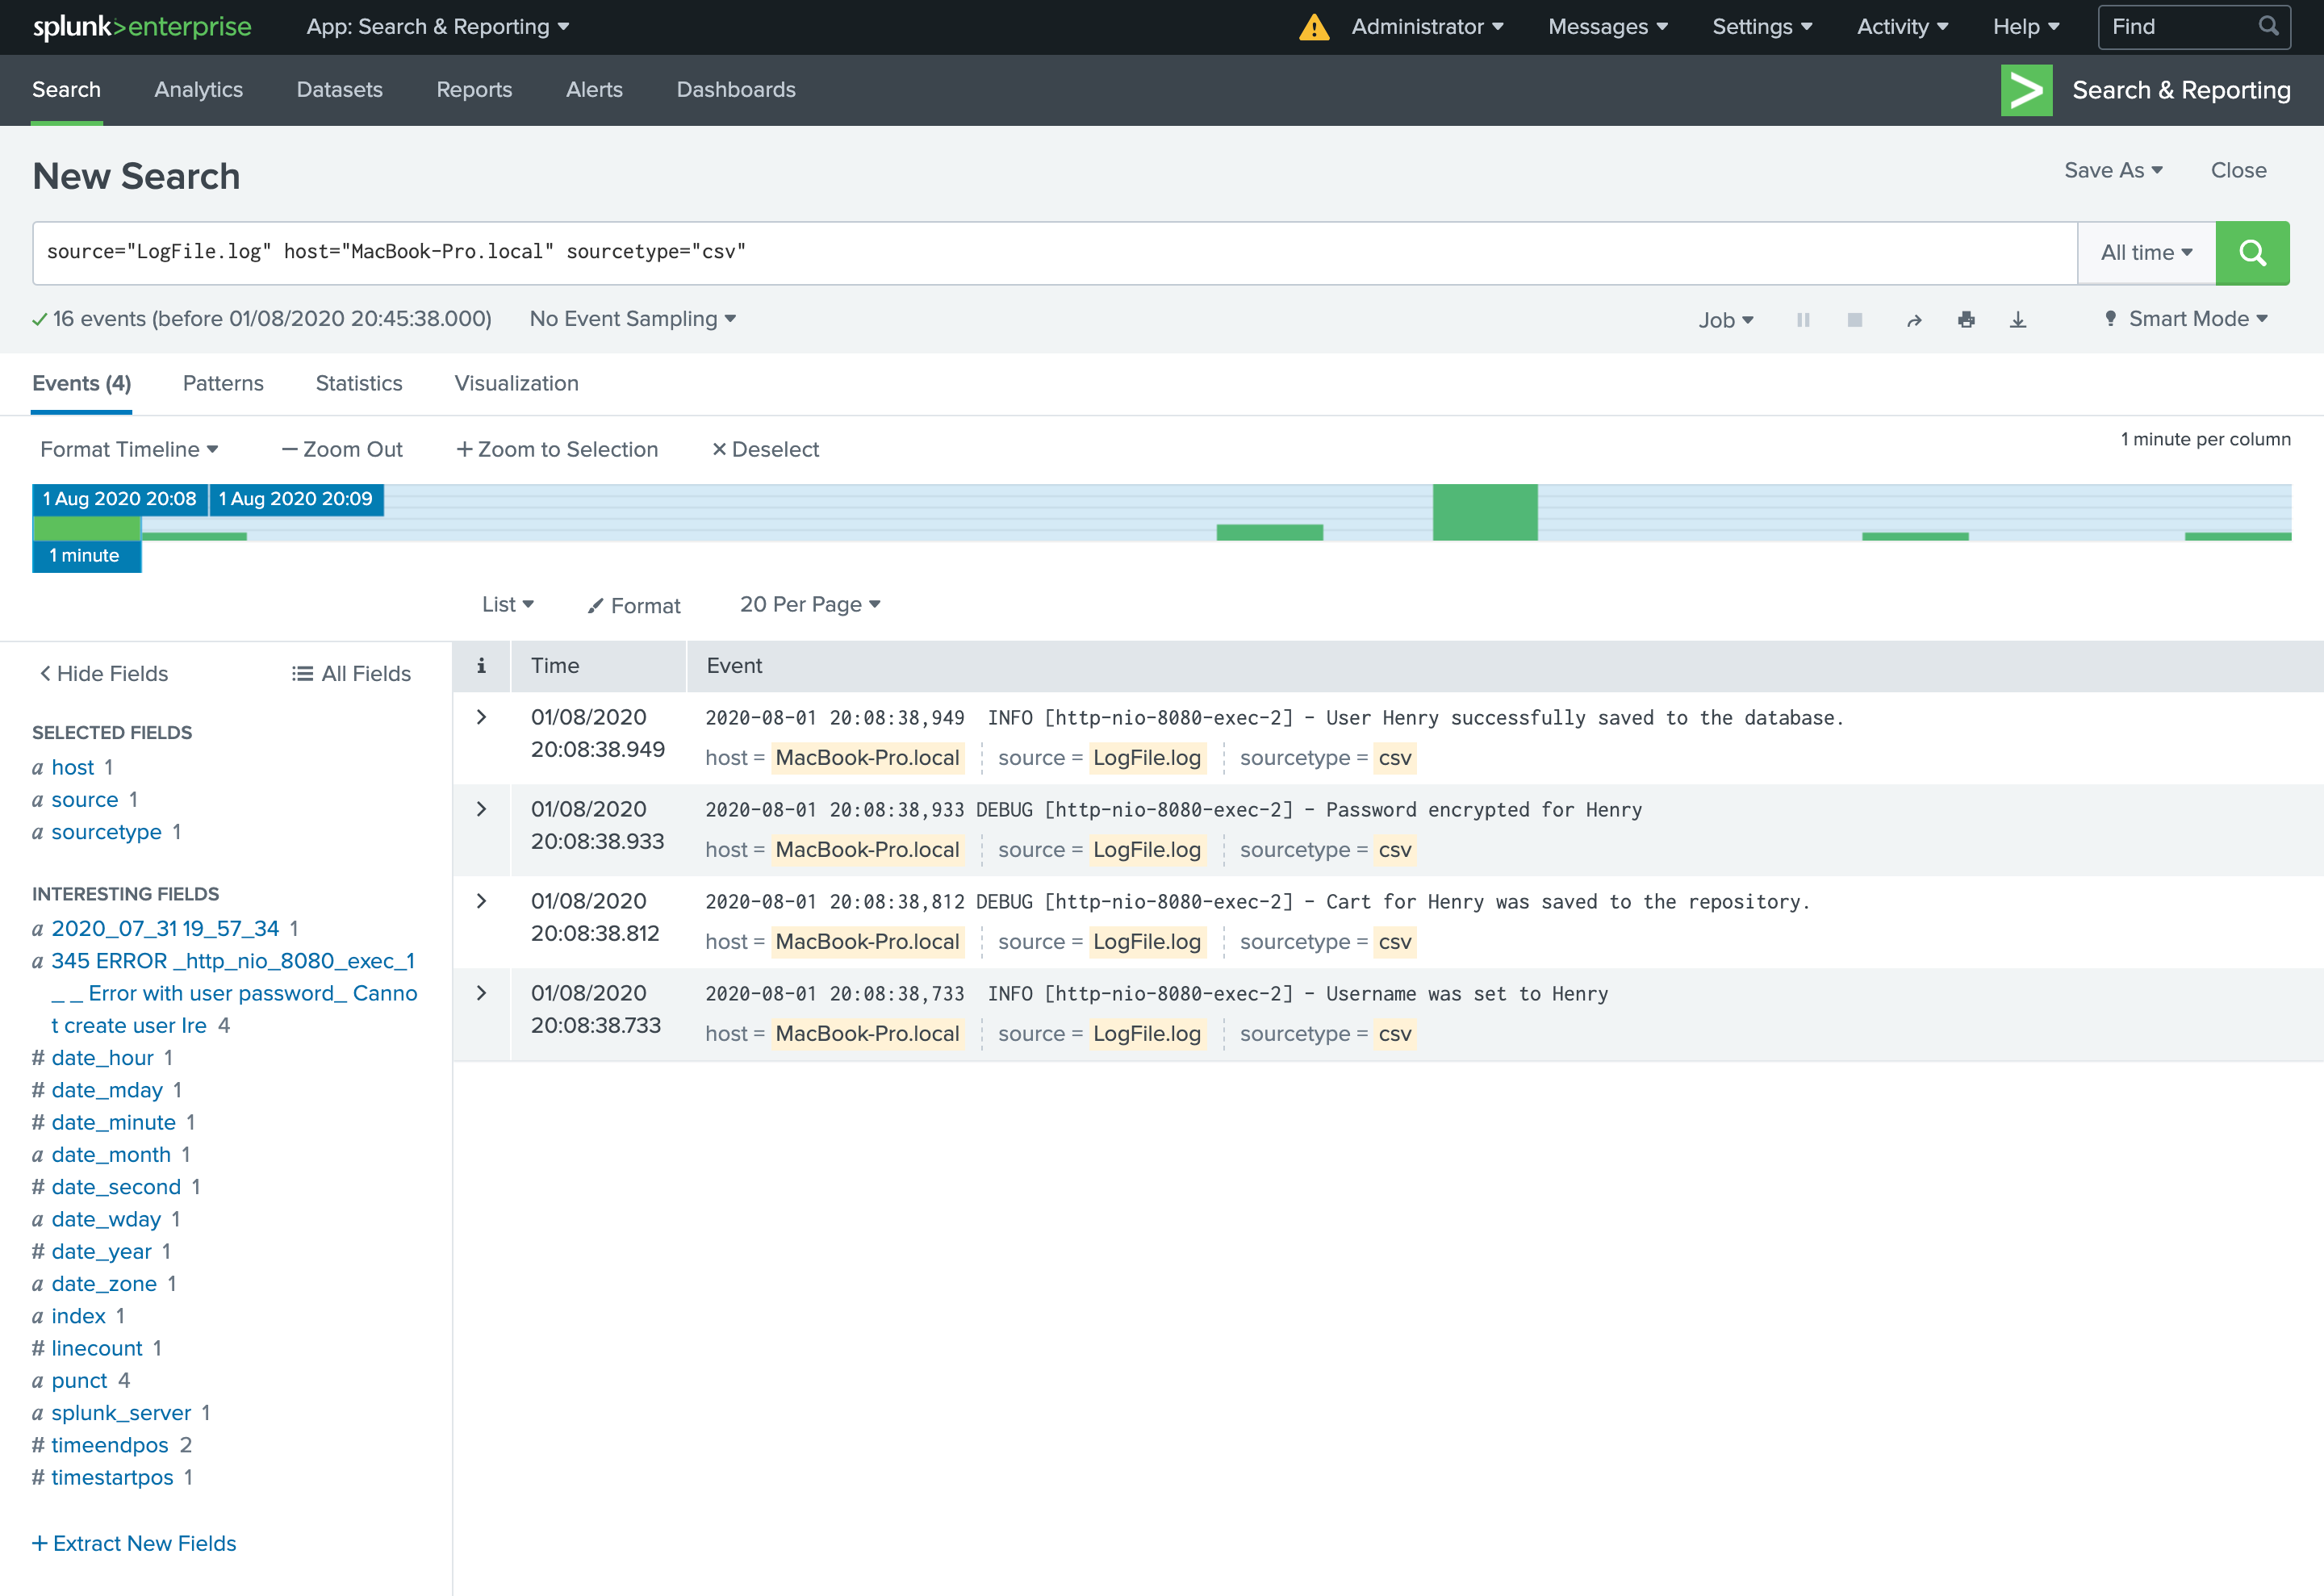 splunk>enterprise App: Search & Reporting Administrator Messages Settings Activity Help Find
Search Analytics Datasets Reports Alerts Dashboards Search & Reporting
New Search Save As Close
source="LogFile.log" host="MacBook-Pro.local" sourcetype="csv" All time
16 events (before 01/08/2020 20:45:38.000) No Event Sampling Job Smart Mode
Events (4) Patterns Statistics Visualization
Format Timeline — Zoom Out + Zoom to Selection × Deselect 1 minute per column
1 Aug 2020 20:08 1 Aug 2020 20:09
1 minute
List Format 20 Per Page
< Hide Fields All Fields
SELECTED FIELDS
a host 1
a source 1
a sourcetype 1
INTERESTING FIELDS
a 2020_07_31 19_57_34 1
a 345 ERROR _http_nio_8080_exec_1
_ _ Error with user password_ Canno
t create user Ire 4
# date_hour 1
# date_mday 1
# date_minute 1
a date_month 1
# date_second 1
a date_wday 1
# date_year 1
a date_zone 1
a index 1
# linecount 1
a punct 4
a splunk_server 1
# timeendpos 2
# timestartpos 1
+ Extract New Fields
i Time Event
01/08/2020 2020-08-01 20:08:38,949  INFO [http-nio-8080-exec-2] - User Henry successfully saved to the database.
20:08:38.949 host = MacBook-Pro.local source = LogFile.log sourcetype = csv
01/08/2020 2020-08-01 20:08:38,933 DEBUG [http-nio-8080-exec-2] - Password encrypted for Henry
20:08:38.933 host = MacBook-Pro.local source = LogFile.log sourcetype = csv
01/08/2020 2020-08-01 20:08:38,812 DEBUG [http-nio-8080-exec-2] - Cart for Henry was saved to the repository.
20:08:38.812 host = MacBook-Pro.local source = LogFile.log sourcetype = csv
01/08/2020 2020-08-01 20:08:38,733  INFO [http-nio-8080-exec-2] - Username was set to Henry
20:08:38.733 host = MacBook-Pro.local source = LogFile.log sourcetype = csv